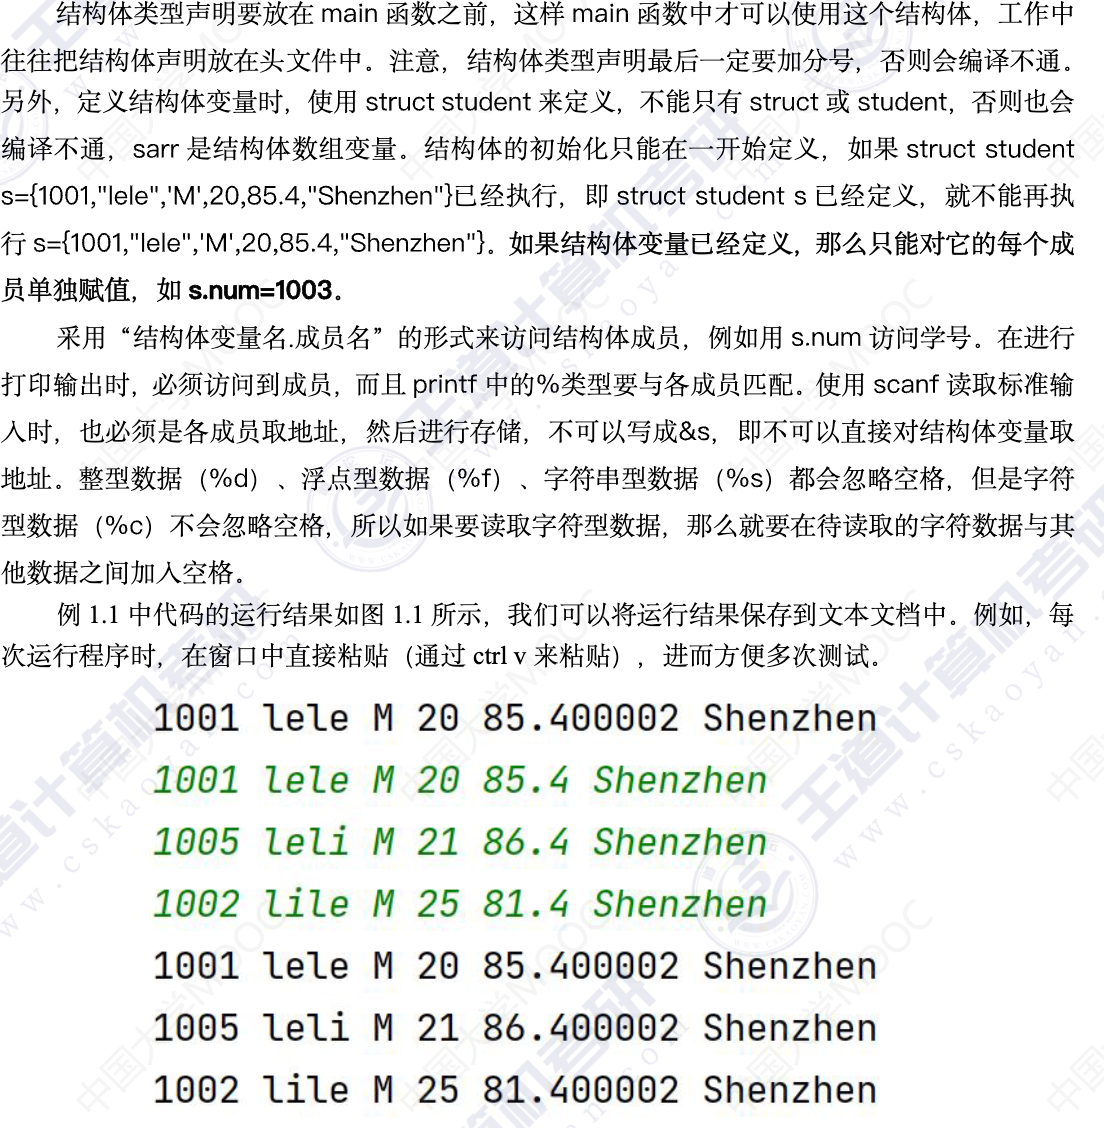 结构体类型声明要放在 main 函数之前，这样 main 函数中才可以使用这个结构体，工作中
往往把结构体声明放在头文件中。注意，结构体类型声明最后一定要加分号，否则会编译不通。
另外，定义结构体变量时，使用 struct student 来定义，不能只有 struct 或 student，否则也会
编译不通，sarr 是结构体数组变量。结构体的初始化只能在一开始定义，如果 struct student
s={1001,"lele",'M',20,85.4,"Shenzhen"}已经执行，即 struct student s 已经定义，就不能再执
行 s={1001,"lele",'M',20,85.4,"Shenzhen"}。如果结构体变量已经定义，那么只能对它的每个成
员单独赋值，如 s.num=1003。
采用“结构体变量名.成员名”的形式来访问结构体成员，例如用 s.num 访问学号。在进行
打印输出时，必须访问到成员，而且 printf 中的%类型要与各成员匹配。使用 scanf 读取标准输
入时，也必须是各成员取地址，然后进行存储，不可以写成&s，即不可以直接对结构体变量取
地址。整型数据（%d）、浮点型数据（%f）、字符串型数据（%s）都会忽略空格，但是字符
型数据（%c）不会忽略空格，所以如果要读取字符型数据，那么就要在待读取的字符数据与其
他数据之间加入空格。
例 1.1 中代码的运行结果如图 1.1 所示，我们可以将运行结果保存到文本文档中。例如，每
次运行程序时，在窗口中直接粘贴（通过 ctrl v 来粘贴），进而方便多次测试。
1001 lele M 20 85.400002 Shenzhen
1001 lele M 20 85.4 Shenzhen
1005 leli M 21 86.4 Shenzhen
1002 lile M 25 81.4 Shenzhen
1001 lele M 20 85.400002 Shenzhen
1005 leli M 21 86.400002 Shenzhen
1002 lile M 25 81.400002 Shenzhen